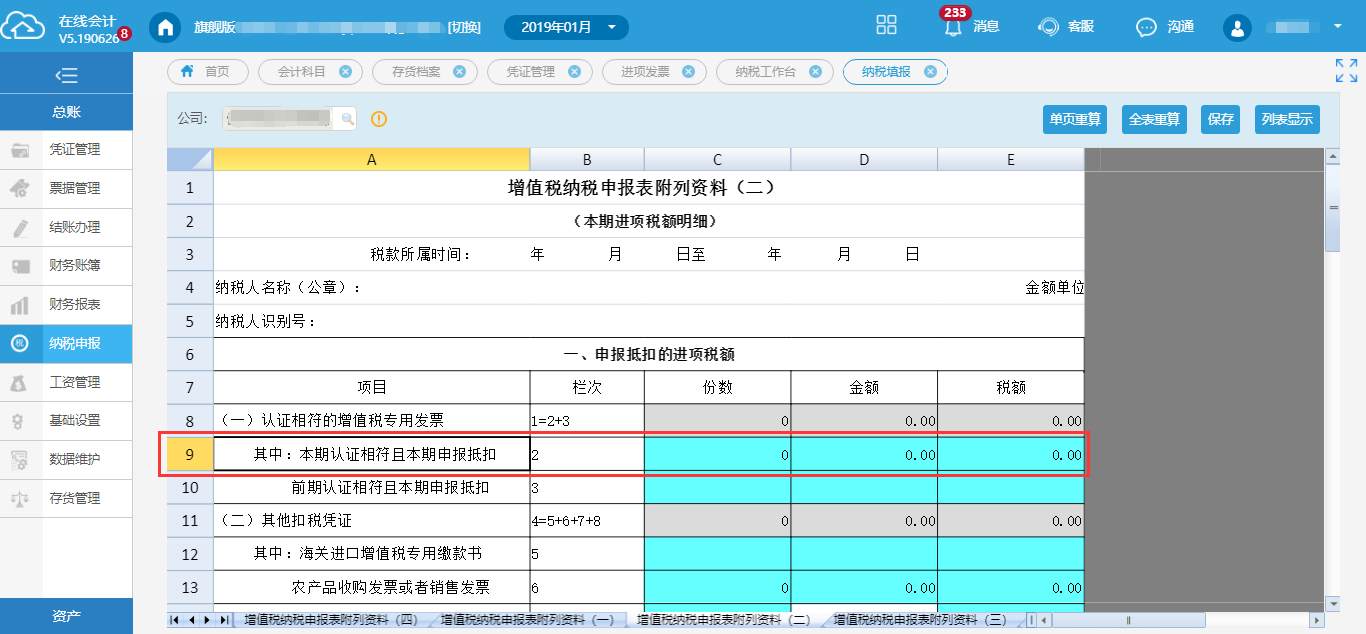 在线会计
V5.190626
8
旗舰版
[切换]
2019年01月
233
消息
客服
沟通
首页
会计科目
存货档案
凭证管理
进项发票
纳税工作台
纳税填报
总账
凭证管理
票据管理
结账办理
财务账簿
财务报表
税
纳税申报
工资管理
基础设置
数据维护
存货管理
资产
公司:
单页重算
全表重算
保存
列表显示
A B C D E
1 增值税纳税申报表附列资料（二）
2 （本期进项税额明细）
3 税款所属时间： 年 月 日至 年 月 日
4 纳税人名称（公章）： 金额单位
5 纳税人识别号：
6 一、申报抵扣的进项税额
7 项目 栏次 份数 金额 税额
8 （一）认证相符的增值税专用发票 1=2+3 0 0.00 0.00
9 其中：本期认证相符且本期申报抵扣 2 0 0.00 0.00
10 前期认证相符且本期申报抵扣 3
11 （二）其他扣税凭证 4=5+6+7+8 0 0.00 0.00
12 其中：海关进口增值税专用缴款书 5
13 农产品收购发票或者销售发票 6 0 0.00 0.00
增值税纳税申报表附列资料（四） 增值税纳税申报表附列资料（一） 增值税纳税申报表附列资料（二） 增值税纳税申报表附列资料（三）